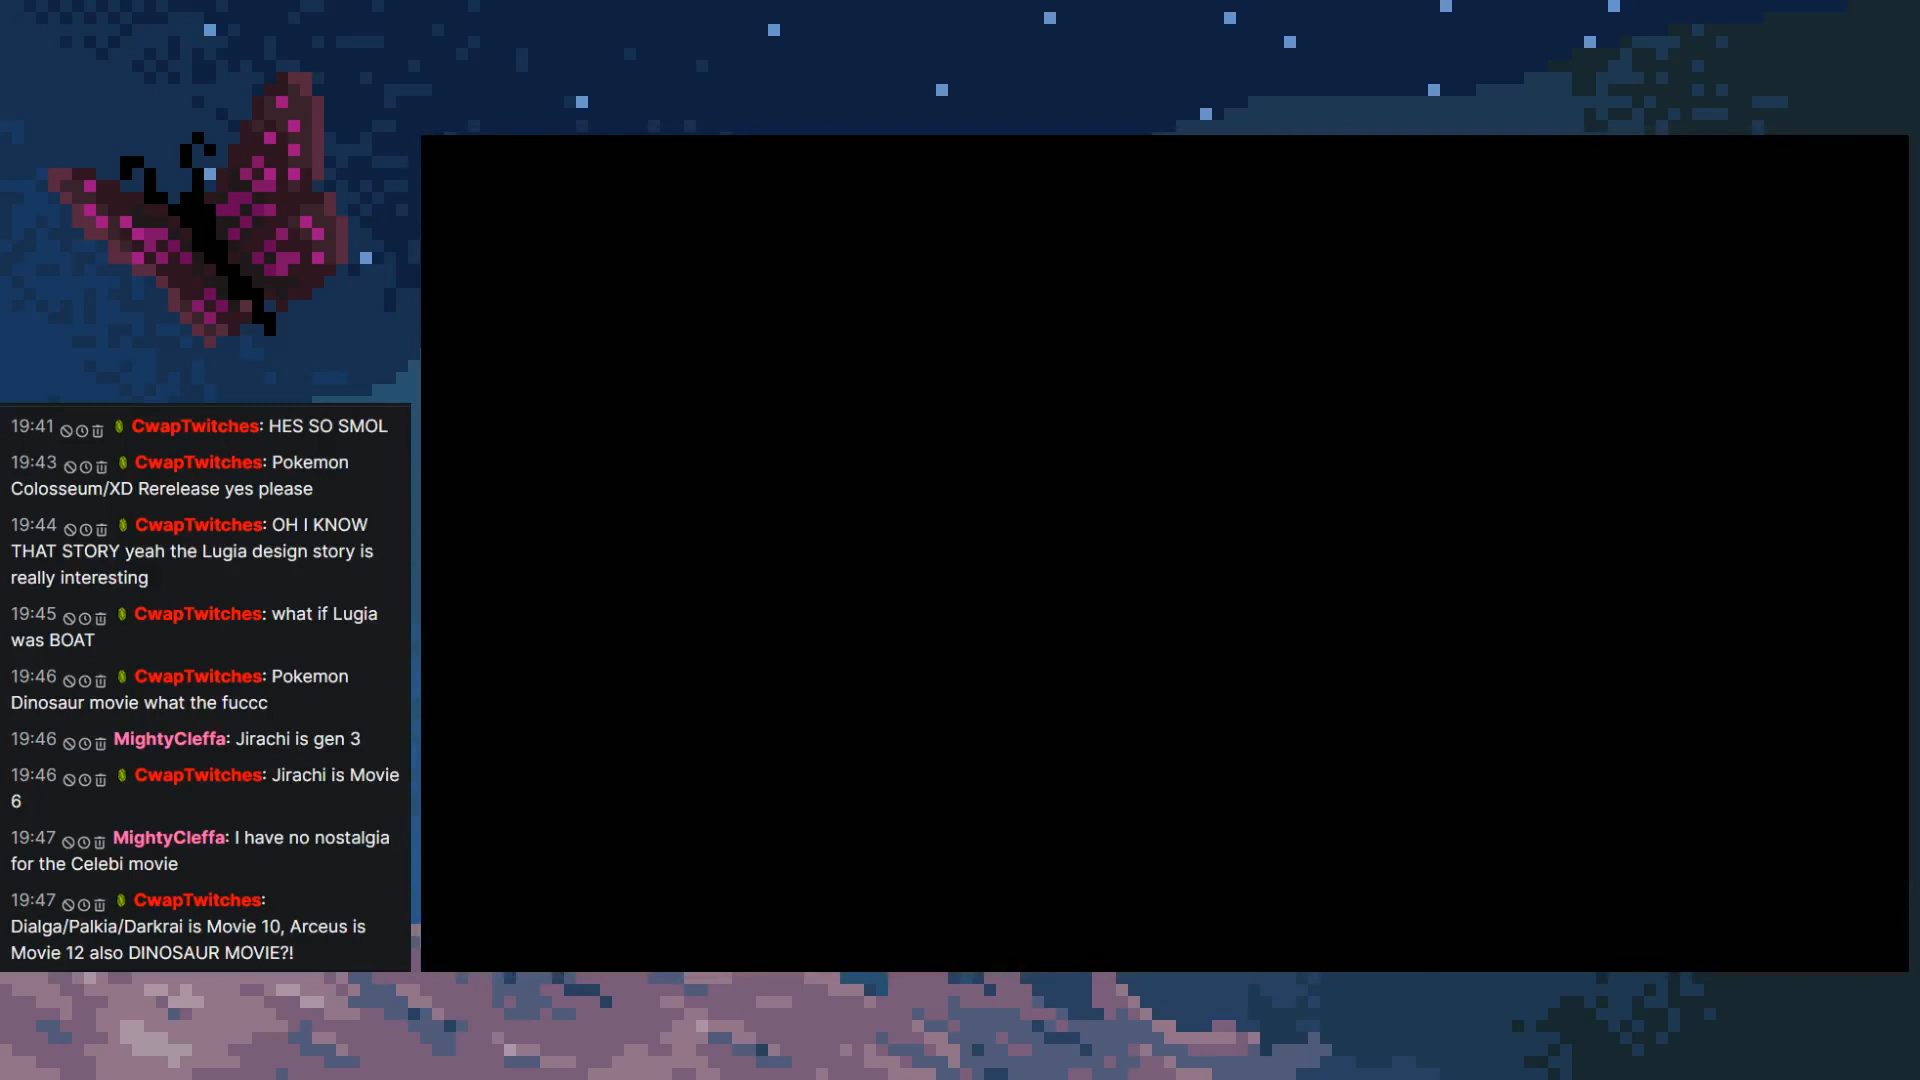 19:41 CwapTwitches: HES SO SMOL
19:43 CwapTwitches: Pokemon
Colosseum/XD Rerelease yes please
19:44 CwapTwitches: OH I KNOW
THAT STORY yeah the Lugia design story is
really interesting
19:45 CwapTwitches: what if Lugia
was BOAT
19:46 CwapTwitches: Pokemon
Dinosaur movie what the fuccc
19:46 MightyCleffa: Jirachi is gen 3
19:46 CwapTwitches: Jirachi is Movie
6
19:47 MightyCleffa: I have no nostalgia
for the Celebi movie
19:47 CwapTwitches:
Dialga/Palkia/Darkrai is Movie 10, Arceus is
Movie 12 also DINOSAUR MOVIE?!